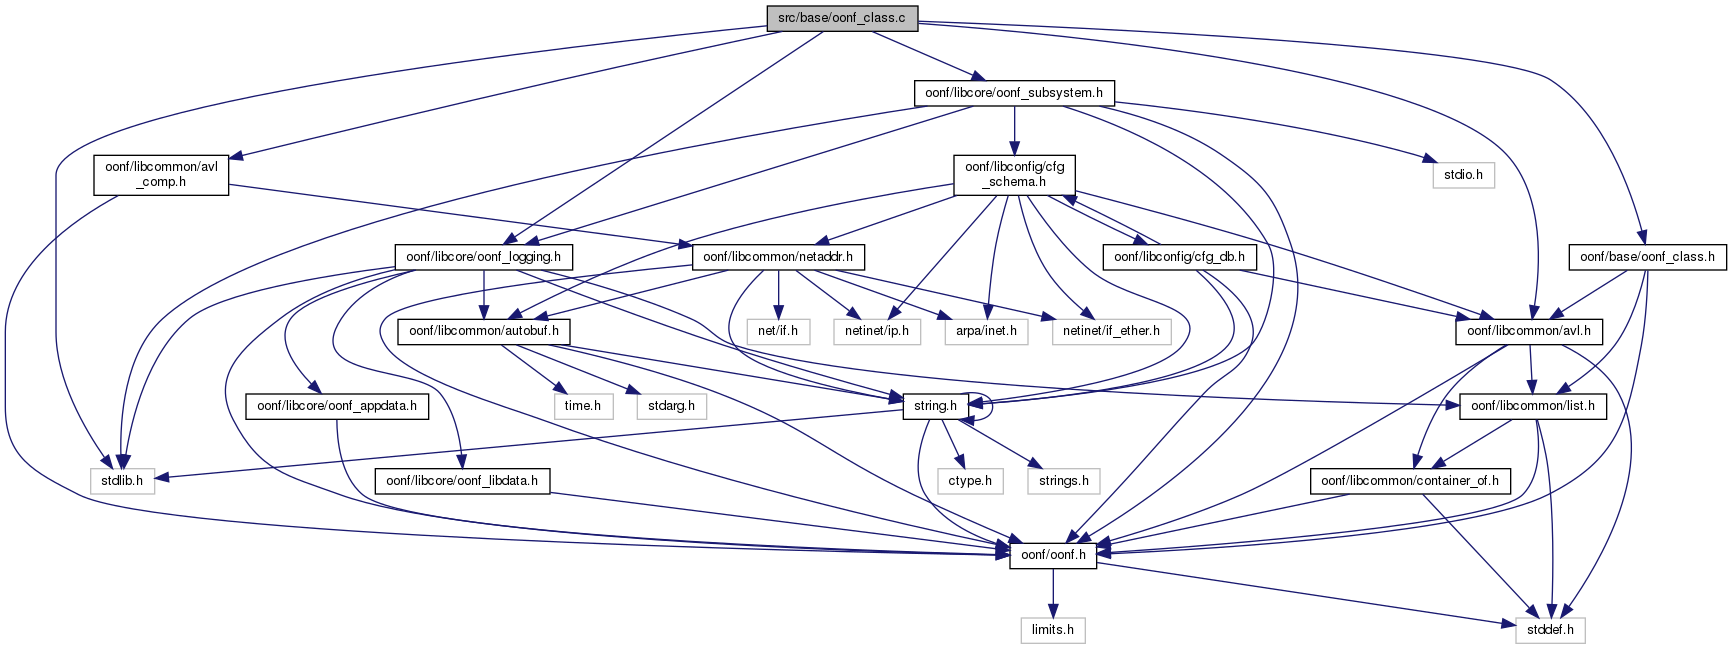 src/base/oonf_class.c
oonf/libcore/oonf_subsystem.h
oonf/libcommon/avl
_comp.h
oonf/libconfig/cfg
_schema.h
stdio.h
oonf/libcore/oonf_logging.h
oonf/libcommon/netaddr.h
oonf/libconfig/cfg_db.h
oonf/base/oonf_class.h
oonf/libcommon/autobuf.h
net/if.h
netinet/ip.h
arpa/inet.h
netinet/if_ether.h
oonf/libcommon/avl.h
oonf/libcore/oonf_appdata.h
time.h
stdarg.h
string.h
oonf/libcommon/list.h
stdlib.h
oonf/libcore/oonf_libdata.h
ctype.h
strings.h
oonf/libcommon/container_of.h
oonf/oonf.h
limits.h
stddef.h